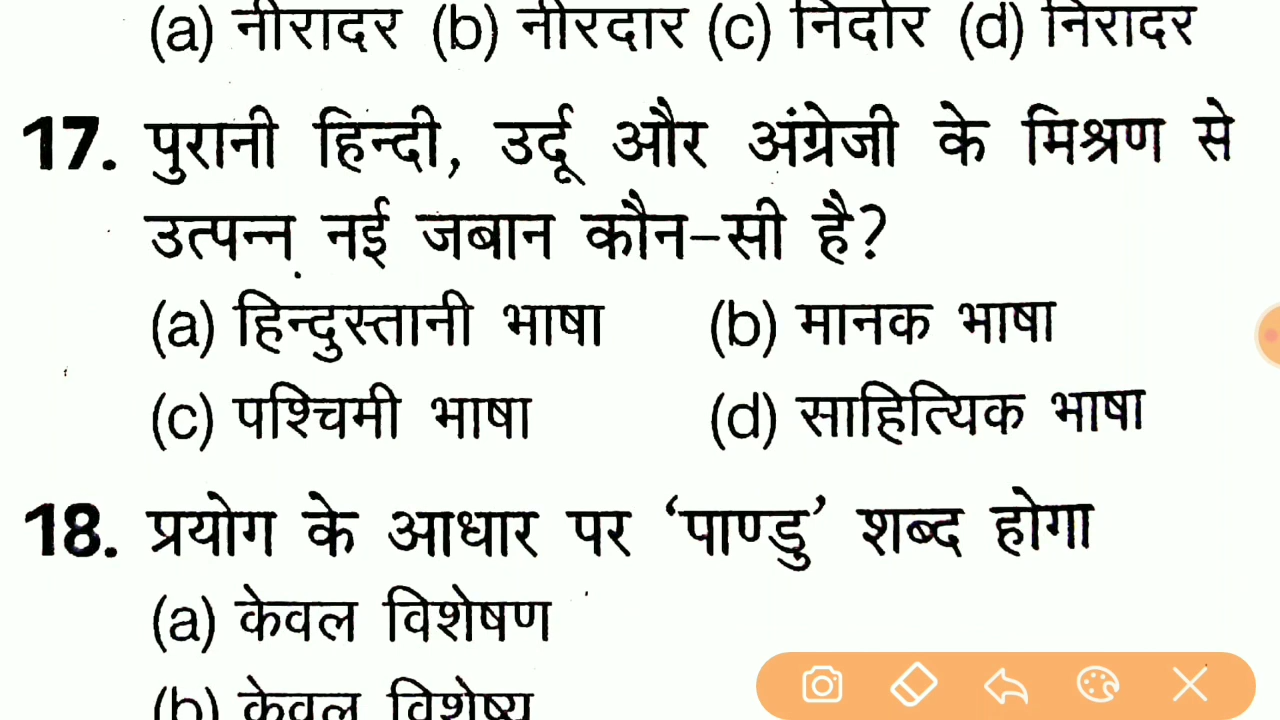 (a) नीरादर (b) नीरदार (c) निदोर (d) निरादर
17. पुरानी हिन्दी, उर्दू और अंग्रेजी के मिश्रण से
उत्पन्न नई जबान कौन-सी है?
(a) हिन्दुस्तानी भाषा (b) मानक भाषा
(c) पश्चिमी भाषा (d) साहित्यिक भाषा
18. प्रयोग के आधार पर ‘पाण्डु’ शब्द होगा
(a) केवल विशेषण
(b) केवल विशेष्य